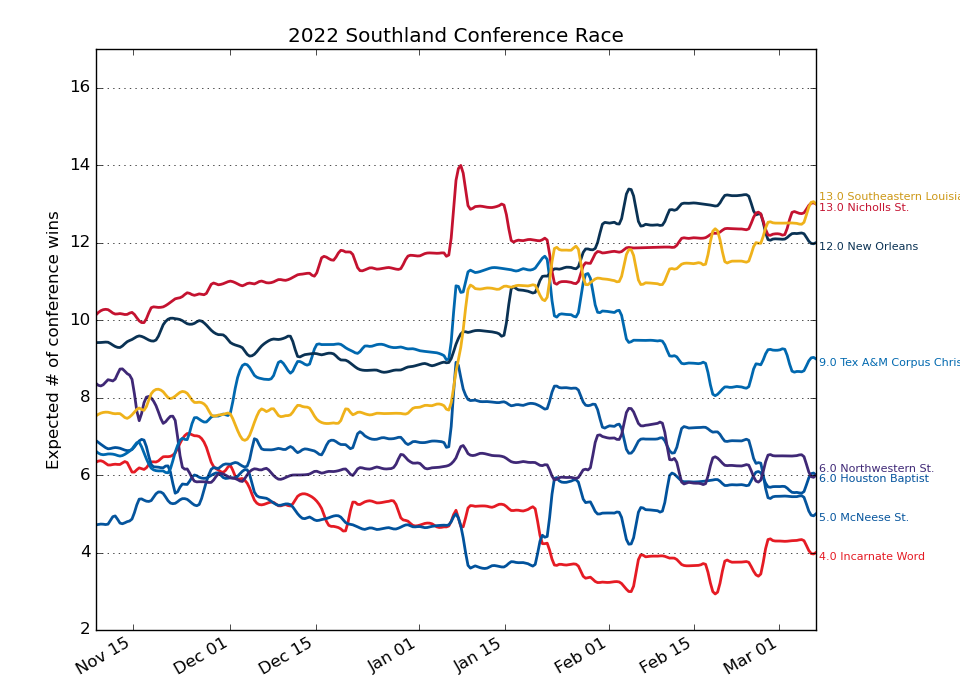 2022 Southland Conference Race
Expected # of conference wins
16
14
12
10
8
6
4
2
13.0 Southeastern Louisia
13.0 Nicholls St.
12.0 New Orleans
9.0 Tex A&M Corpus Chris
6.0 Northwestern St.
6.0 Houston Baptist
5.0 McNeese St.
4.0 Incarnate Word
Nov 15
Dec 01
Dec 15
Jan 01
Jan 15
Feb 01
Feb 15
Mar 01